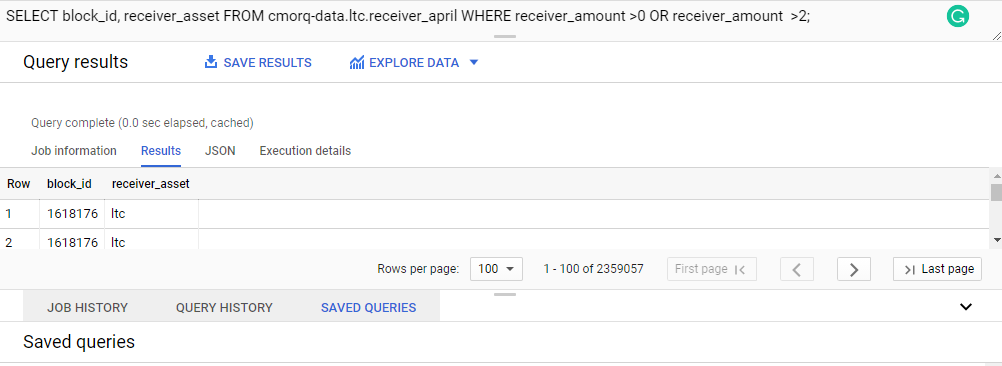 SELECT block_id, receiver_asset FROM cmorq-data.ltc.receiver_april WHERE receiver_amount >0 OR receiver_amount  >2;
Query results SAVE RESULTS EXPLORE DATA
Query complete (0.0 sec elapsed, cached)
Job information Results JSON Execution details
Row block_id receiver_asset
1 1618176 ltc
2 1618176 ltc
Rows per page: 100 1 - 100 of 2359057 First page Last page
JOB HISTORY QUERY HISTORY SAVED QUERIES
Saved queries